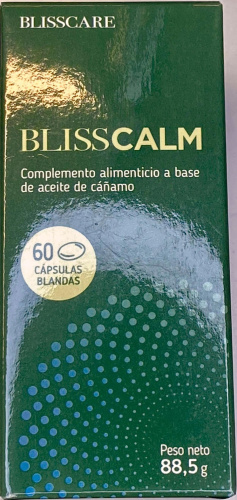 BLISSCARE
BLISSCALM
Complemento alimenticio a base
de aceite de cáñamo
60
CÁPSULAS
BLANDAS
Peso neto
88,5 g